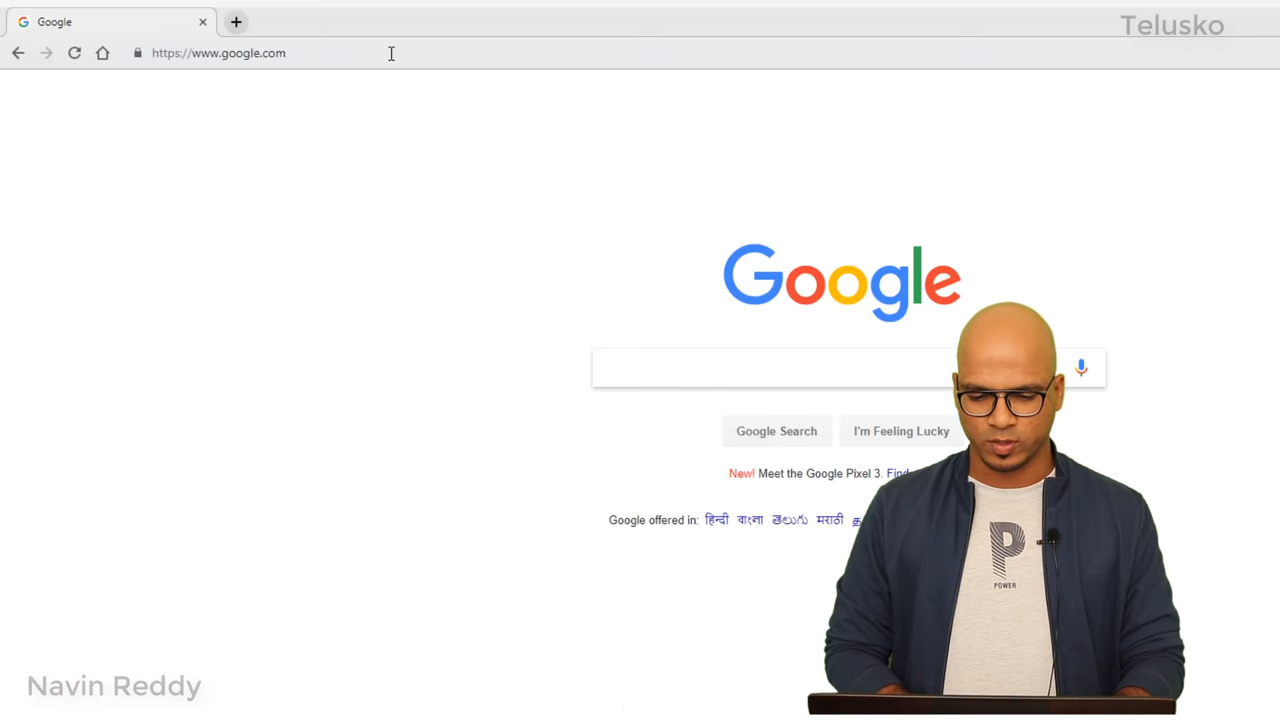 Google
Telusko
https://www.google.com
Google
Google Search I'm Feeling Lucky
New! Meet the Google Pixel 3. Find
Google offered in: हिन्दी বাংলা తెలుగు मराठी
P
POWER
Navin Reddy